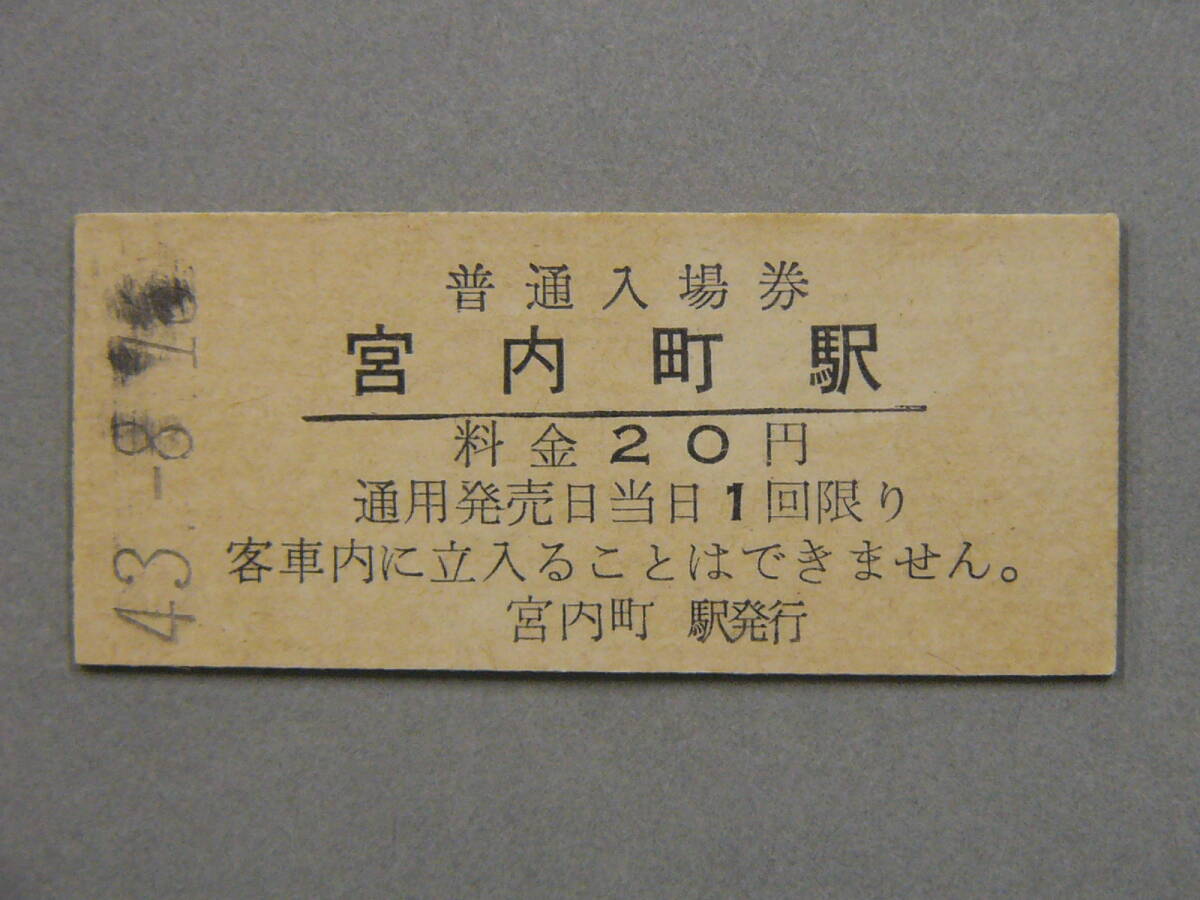 普通入場券
宮内町駅
料金20円
通用発売日当日1回限り
客車内に立入ることはできません。
宮内町 駅発行
43.-8